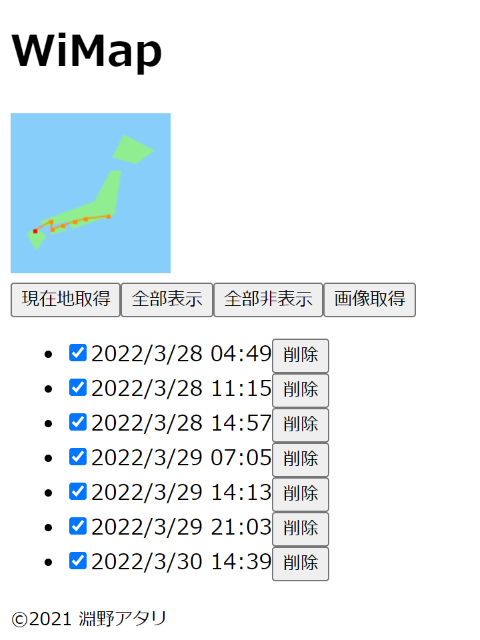 WiMap
現在地取得 全部表示 全部非表示 画像取得
2022/3/28 04:49 削除
2022/3/28 11:15 削除
2022/3/28 14:57 削除
2022/3/29 07:05 削除
2022/3/29 14:13 削除
2022/3/29 21:03 削除
2022/3/30 14:39 削除
©2021 淵野アタリ